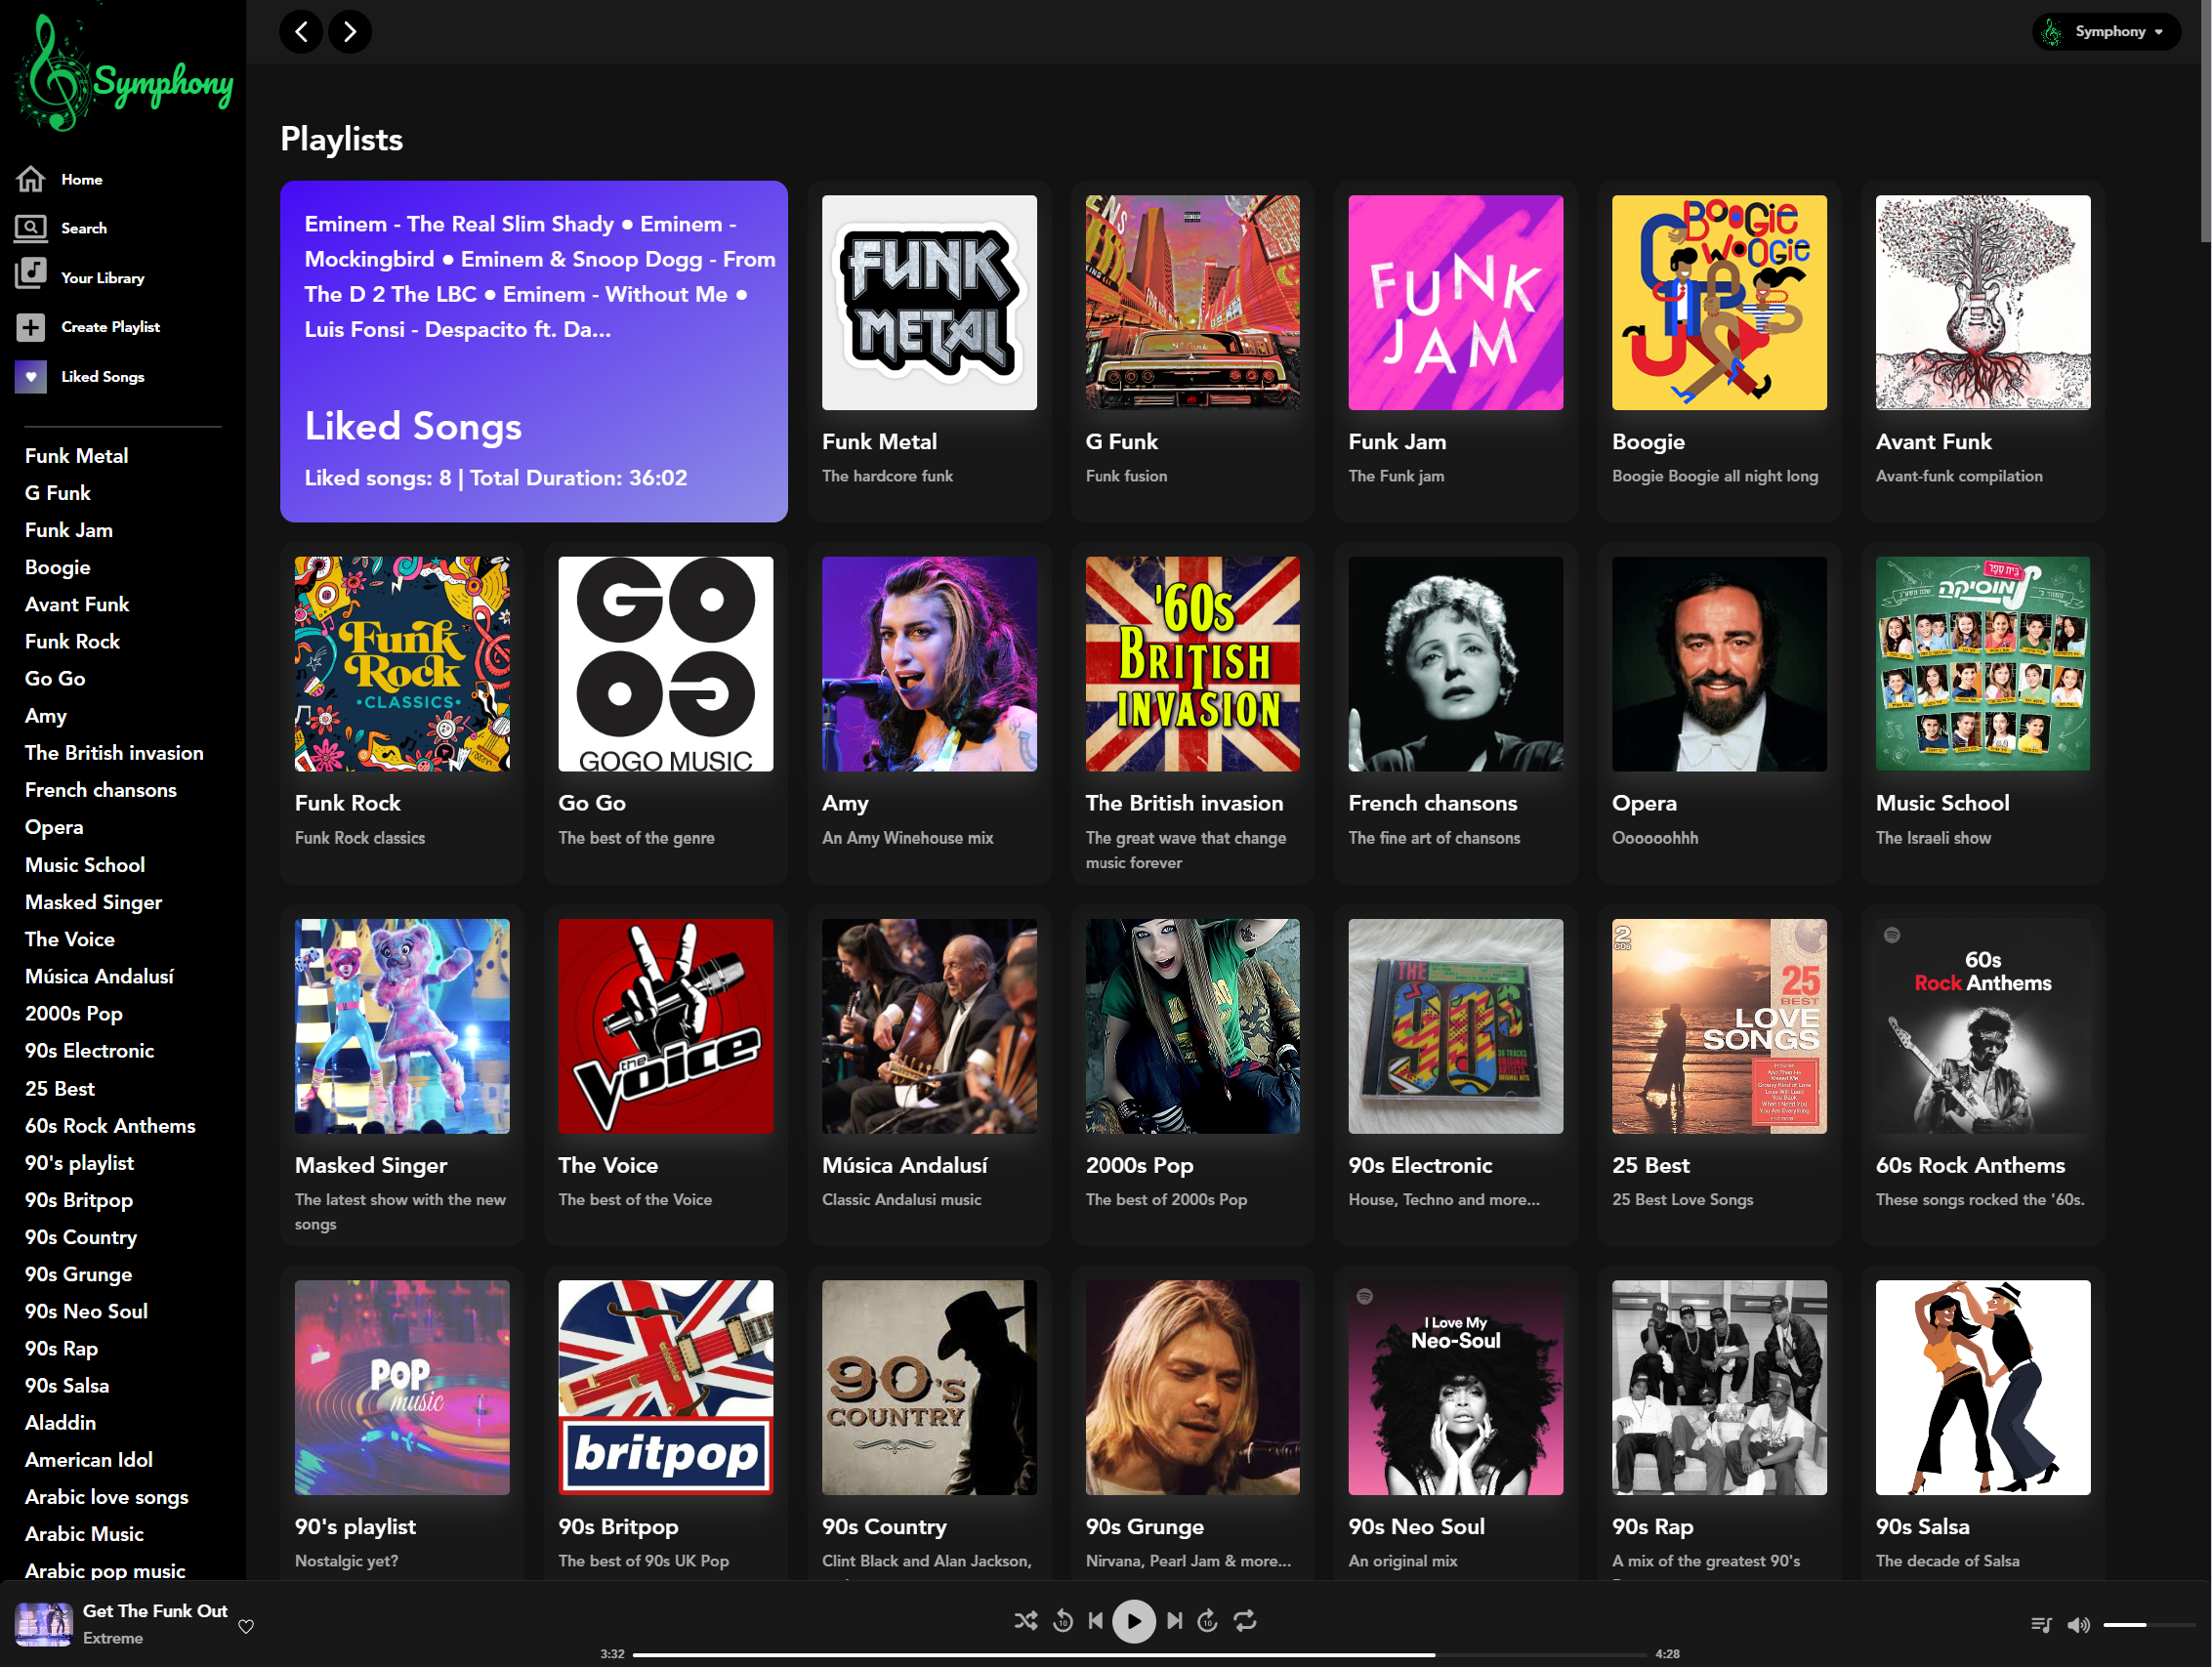 Symphony
Home
Search
Your Library
Create Playlist
Liked Songs
Funk Metal
G Funk
Funk Jam
Boogie
Avant Funk
Funk Rock
Go Go
Amy
The British invasion
French chansons
Opera
Music School
Masked Singer
The Voice
Música Andalusí
2000s Pop
90s Electronic
25 Best
60s Rock Anthems
90's playlist
90s Britpop
90s Country
90s Grunge
90s Neo Soul
90s Rap
90s Salsa
Aladdin
American Idol
Arabic love songs
Arabic Music
Arabic pop music
Symphony
Playlists
Eminem - The Real Slim Shady ● Eminem -
Mockingbird ● Eminem & Snoop Dogg - From
The D 2 The LBC ● Eminem - Without Me ●
Luis Fonsi - Despacito ft. Da...
Liked Songs
Liked songs: 8 | Total Duration: 36:02
FUNK
METAL
Funk Metal
The hardcore funk
G Funk
Funk fusion
FUNK
JAM
Funk Jam
The Funk jam
BOOGIE
WOOGIE
Boogie
Boogie Boogie all night long
Avant Funk
Avant-funk compilation
Funk
Rock
•CLASSICS•
Funk Rock
Funk Rock classics
GO
GO
GOGO MUSIC
Go Go
The best of the genre
Amy
An Amy Winehouse mix
'60s
BRITISH
INVASION
The British invasion
The great wave that change
music forever
French chansons
The fine art of chansons
Opera
Oooooohhh
בית ספר
למוסיקה
Music School
The Israeli show
Masked Singer
The latest show with the new
songs
the
Voice
The Voice
The best of the Voice
Música Andalusí
Classic Andalusi music
2000s Pop
The best of 2000s Pop
THE
90s
36 TRACKS
90s Electronic
House, Techno and more...
2
CDs
25
BEST
LOVE
SONGS
25 Best
25 Best Love Songs
60s
Rock Anthems
60s Rock Anthems
These songs rocked the '60s.
POP
music
90's playlist
Nostalgic yet?
britpop
90s Britpop
The best of 90s UK Pop
90's
COUNTRY
90s Country
Clint Black and Alan Jackson,
90s Grunge
Nirvana, Pearl Jam & more...
I Love My
Neo-Soul
90s Neo Soul
An original mix
90s Rap
A mix of the greatest 90's
90s Salsa
The decade of Salsa
Get The Funk Out
Extreme
10
10
3:32
4:28